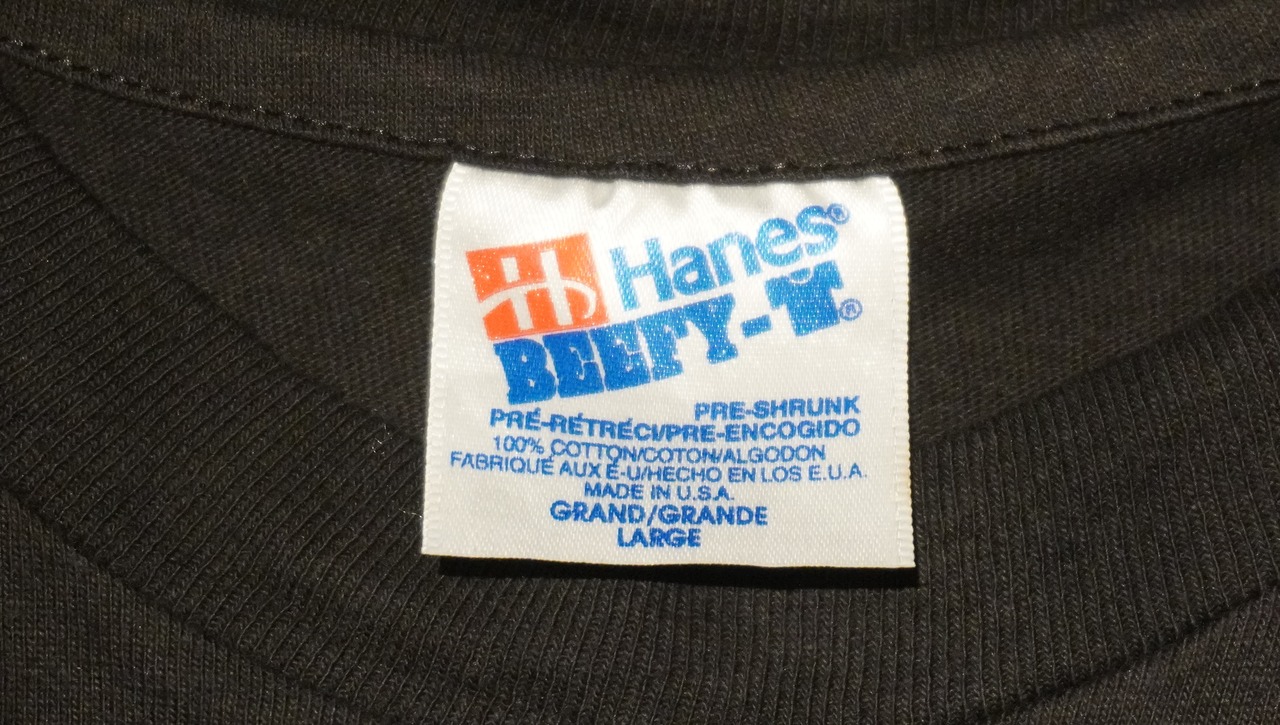 Hanes®
BEEFY-T®
PRE-SHRUNK
PRÉ-RÉTRÉCI/PRE-ENCOGIDO
100% COTTON/COTON/ALGODON
FABRIQUÉ AUX É-U/HECHO EN LOS E.U.A.
MADE IN U.S.A.
GRAND/GRANDE
LARGE